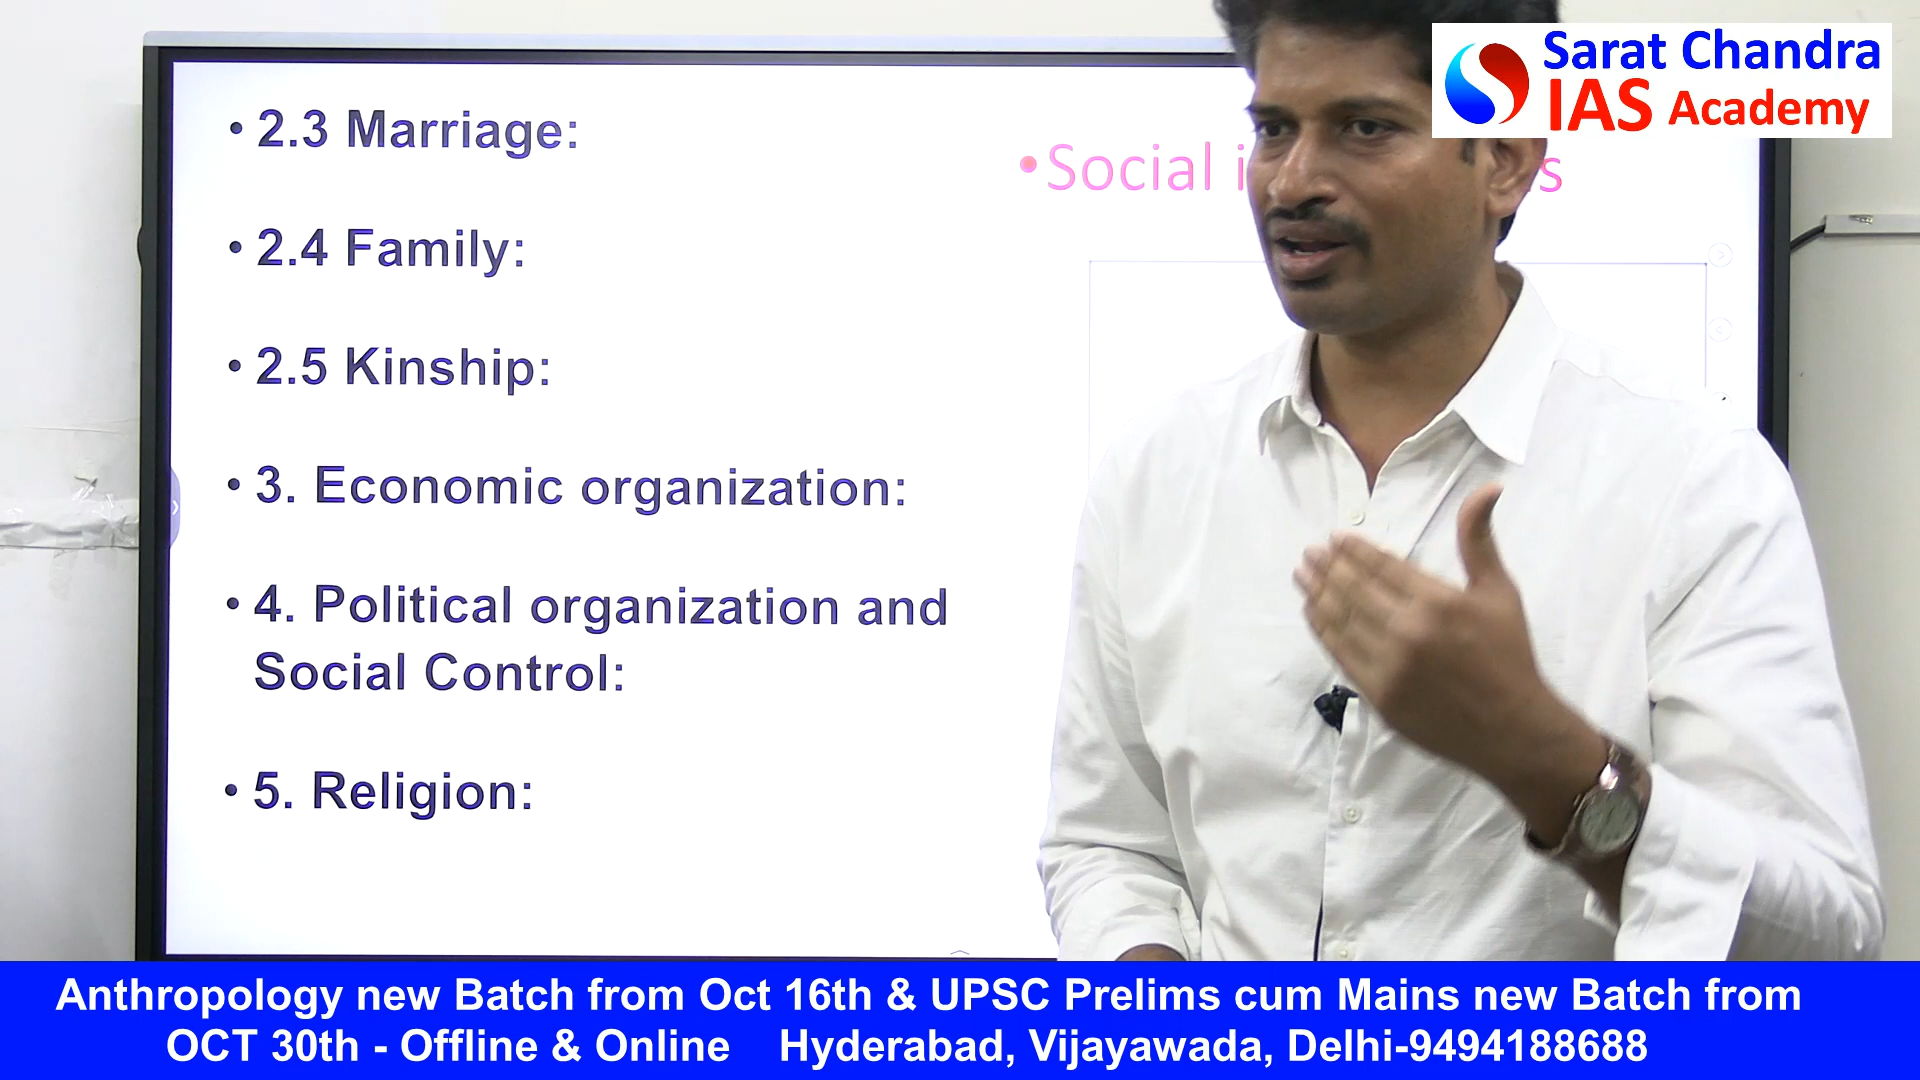 Sarat Chandra
IAS Academy
• 2.3 Marriage:
• 2.4 Family:
• 2.5 Kinship:
• 3. Economic organization:
• 4. Political organization and
Social Control:
• 5. Religion:
• Social
Anthropology new Batch from Oct 16th & UPSC Prelims cum Mains new Batch from
OCT 30th - Offline & Online Hyderabad, Vijayawada, Delhi-9494188688